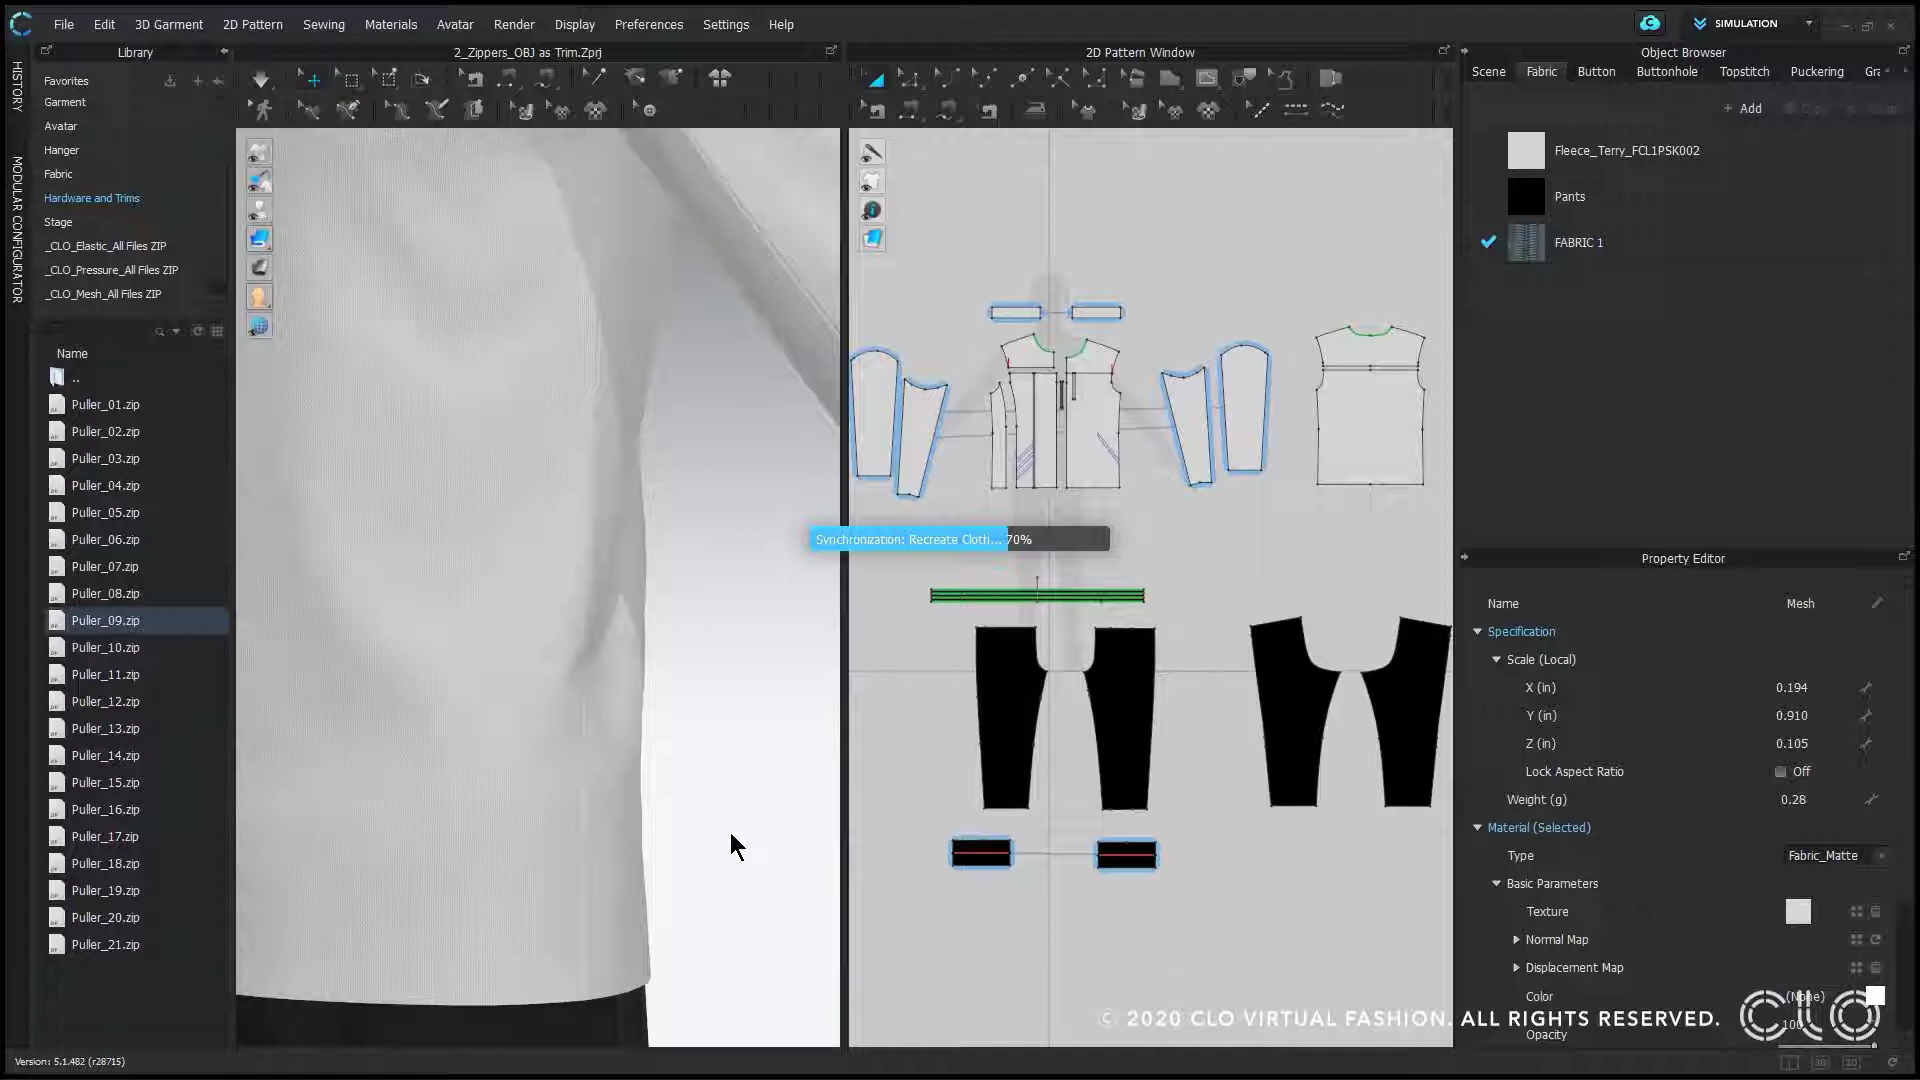 File Edit 3D Garment 2D Pattern Sewing Materials Avatar Render Display Preferences Settings Help
SIMULATION
Library
2_Zippers_OBJ as Trim.Zprj
2D Pattern Window
Object Browser
HISTORY
MODULAR CONFIGURATOR
Favorites
Garment
Avatar
Hanger
Fabric
Hardware and Trims
Stage
_CLO_Elastic_All Files ZIP
_CLO_Pressure_All Files ZIP
_CLO_Mesh_All Files ZIP
Name
..
Puller_01.zip
Puller_02.zip
Puller_03.zip
Puller_04.zip
Puller_05.zip
Puller_06.zip
Puller_07.zip
Puller_08.zip
Puller_09.zip
Puller_10.zip
Puller_11.zip
Puller_12.zip
Puller_13.zip
Puller_14.zip
Puller_15.zip
Puller_16.zip
Puller_17.zip
Puller_18.zip
Puller_19.zip
Puller_20.zip
Puller_21.zip
Synchronization: Recreate Cloth... 70%
Scene Fabric Button Buttonhole Topstitch Puckering
+ Add
Fleece_Terry_FCL1PSK002
Pants
FABRIC 1
Property Editor
Name Mesh
Specification
Scale (Local)
X (in) 0.194
Y (in) 0.910
Z (in) 0.105
Lock Aspect Ratio Off
Weight (g) 0.28
Material (Selected)
Type Fabric_Matte
Basic Parameters
Texture
Normal Map
Displacement Map
Color (None)
Opacity 100
© 2020 CLO VIRTUAL FASHION. ALL RIGHTS RESERVED.
CLO
Version: 5.1.482 (r28715)